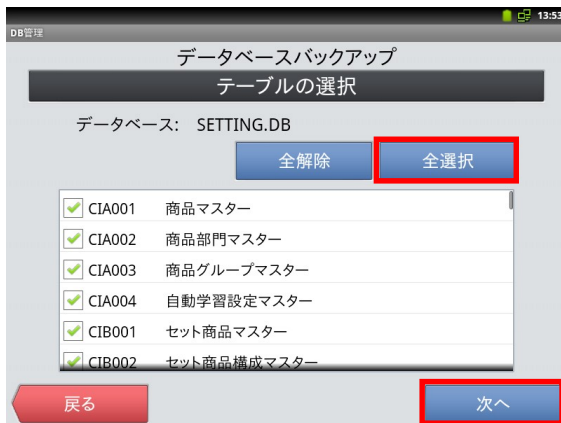 13:53
DB管理
データベースバックアップ
テーブルの選択
データベース: SETTING.DB
全解除 全選択
CIA001 商品マスター
CIA002 商品部門マスター
CIA003 商品グループマスター
CIA004 自動学習設定マスター
CIB001 セット商品マスター
CIB002 セット商品構成マスター
戻る 次へ